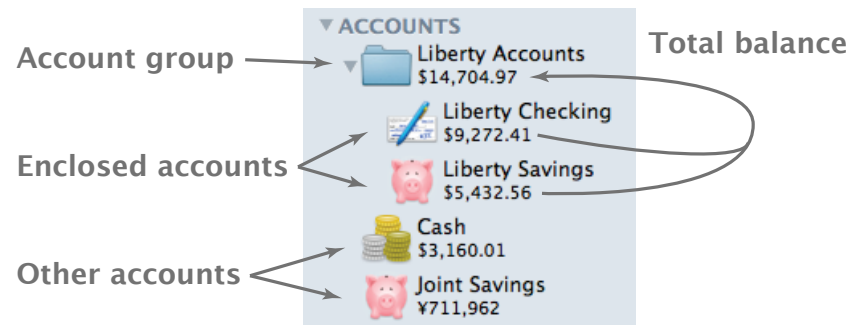 ACCOUNTS
Account group
Liberty Accounts
$14,704.97
Total balance
Liberty Checking
$9,272.41
Enclosed accounts
Liberty Savings
$5,432.56
Cash
$3,160.01
Other accounts
Joint Savings
¥711,962